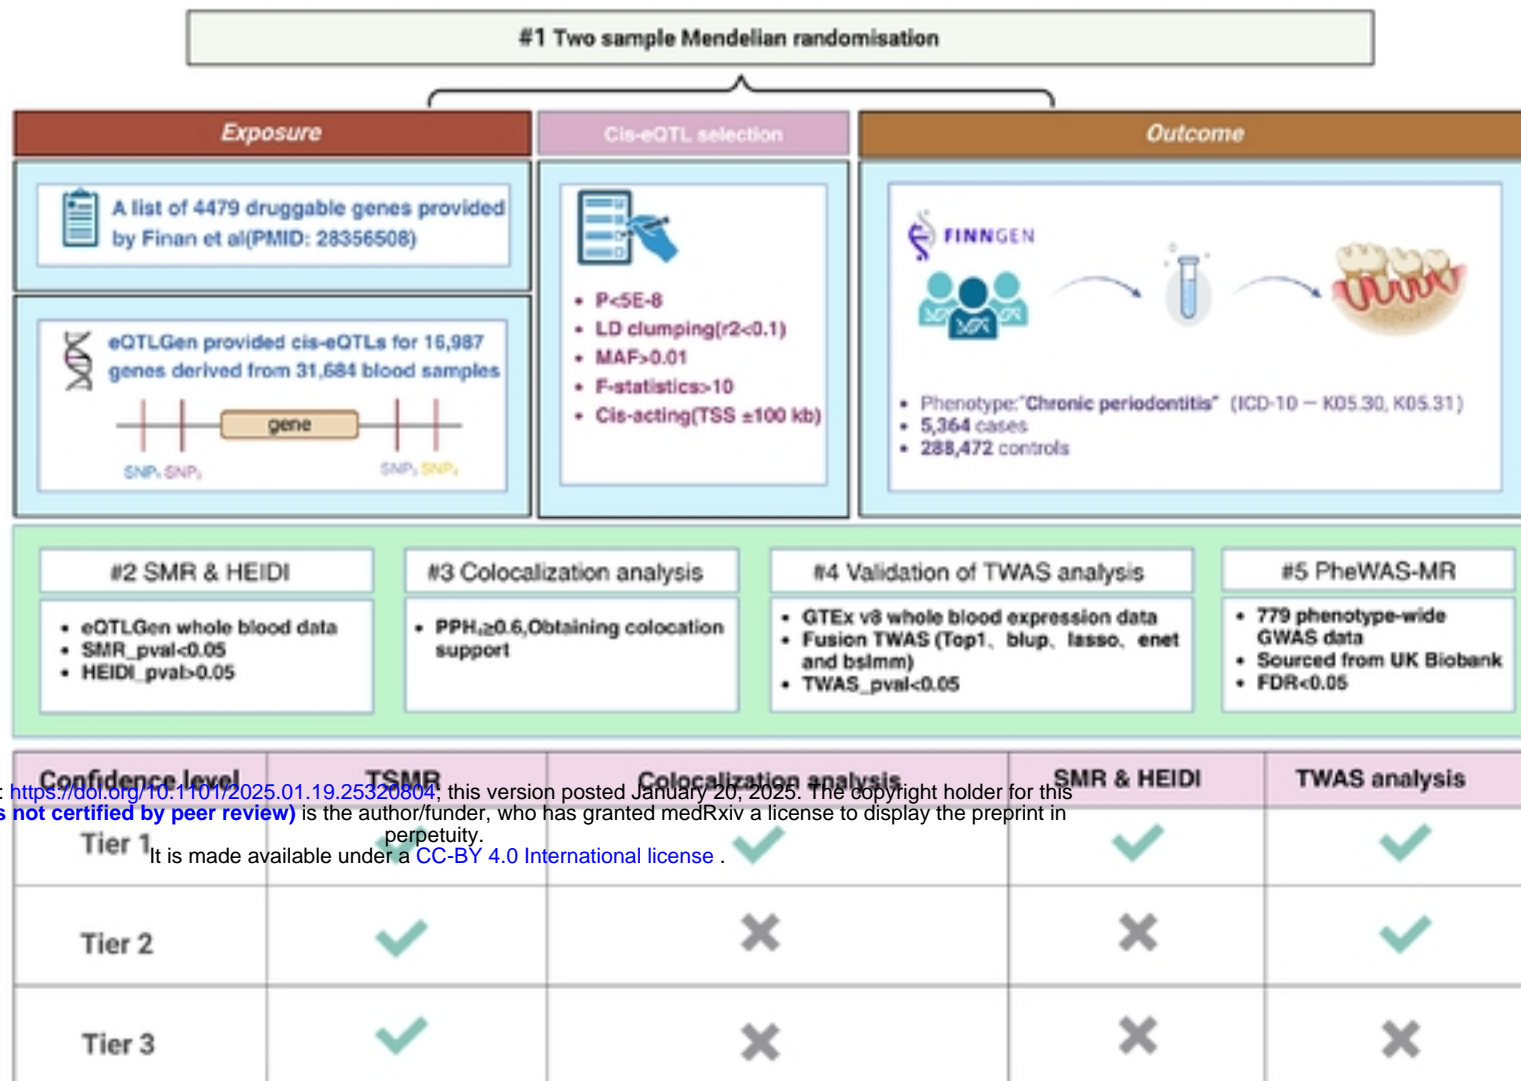 #1 Two sample Mendelian randomisation
Exposure
Cis-eQTL selection
Outcome
A list of 4479 druggable genes provided
by Finan et al(PMID: 28356508)
eQTLGen provided cis-eQTLs for 16,987
genes derived from 31,684 blood samples
gene
SNP₁ SNP₂
SNP₃ SNP₄
• P<5E-8
• LD clumping(r2<0.1)
• MAF>0.01
• F-statistics>10
• Cis-acting(TSS ±100 kb)
FINNGEN
• Phenotype:"Chronic periodontitis" (ICD-10 — K05.30, K05.31)
• 5,364 cases
• 288,472 controls
#2 SMR & HEIDI
• eQTLGen whole blood data
• SMR_pval<0.05
• HEIDI_pval>0.05
#3 Colocalization analysis
• PPH₄≥0.6,Obtaining colocation
support
#4 Validation of TWAS analysis
• GTEx v8 whole blood expression data
• Fusion TWAS (Top1、blup、lasso、enet
and bslmm)
• TWAS_pval<0.05
#5 PheWAS-MR
• 779 phenotype-wide
GWAS data
• Sourced from UK Biobank
• FDR<0.05
Confidence level TSMR Colocalization analysis SMR & HEIDI TWAS analysis
: https://doi.org/10.1101/2025.01.19.25320804; this version posted January 20, 2025. The copyright holder for this
s not certified by peer review) is the author/funder, who has granted medRxiv a license to display the preprint in
perpetuity.
It is made available under a CC-BY 4.0 International license .
Tier 1
Tier 2
Tier 3